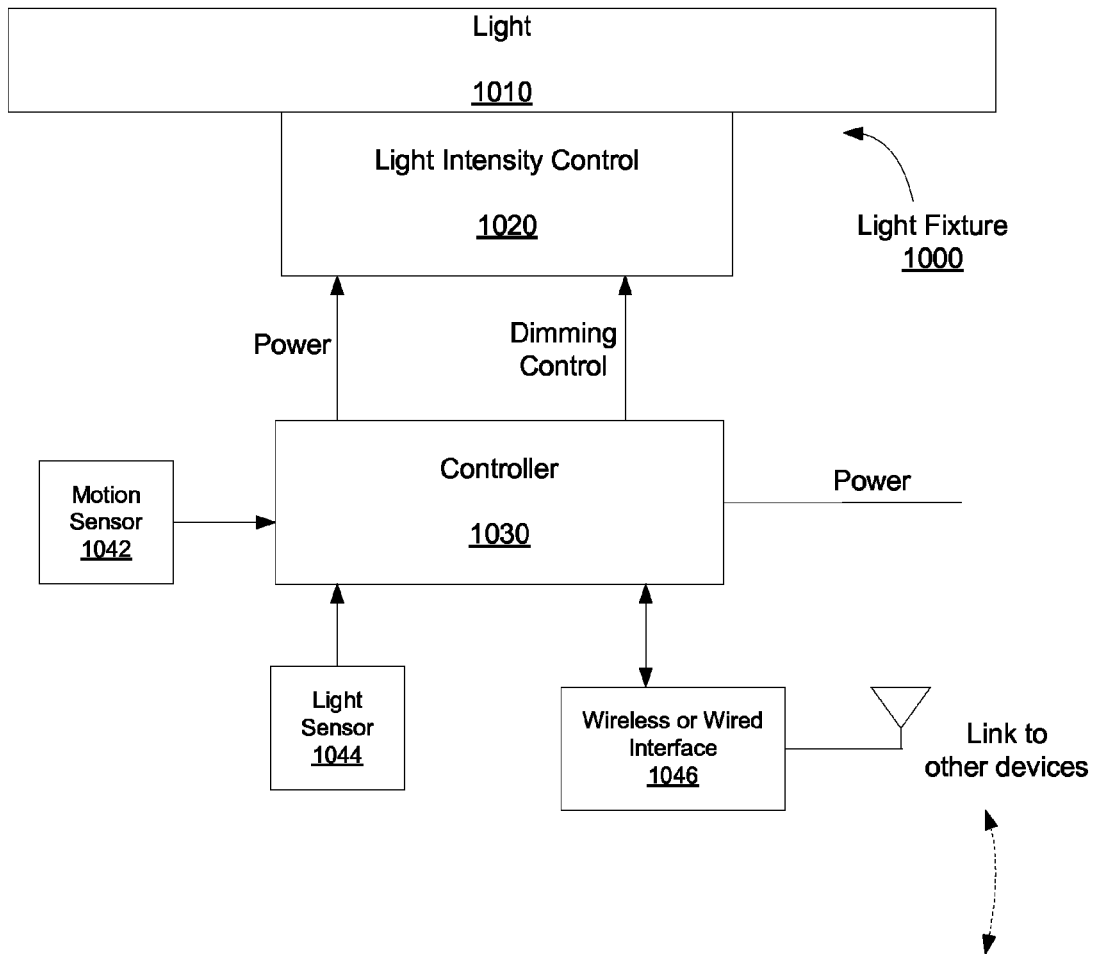 Light
1010
Light Intensity Control
1020
Light Fixture
1000
Power
Dimming
Control
Controller
1030
Power
Motion
Sensor
1042
Light
Sensor
1044
Wireless or Wired
Interface
1046
Link to
other devices